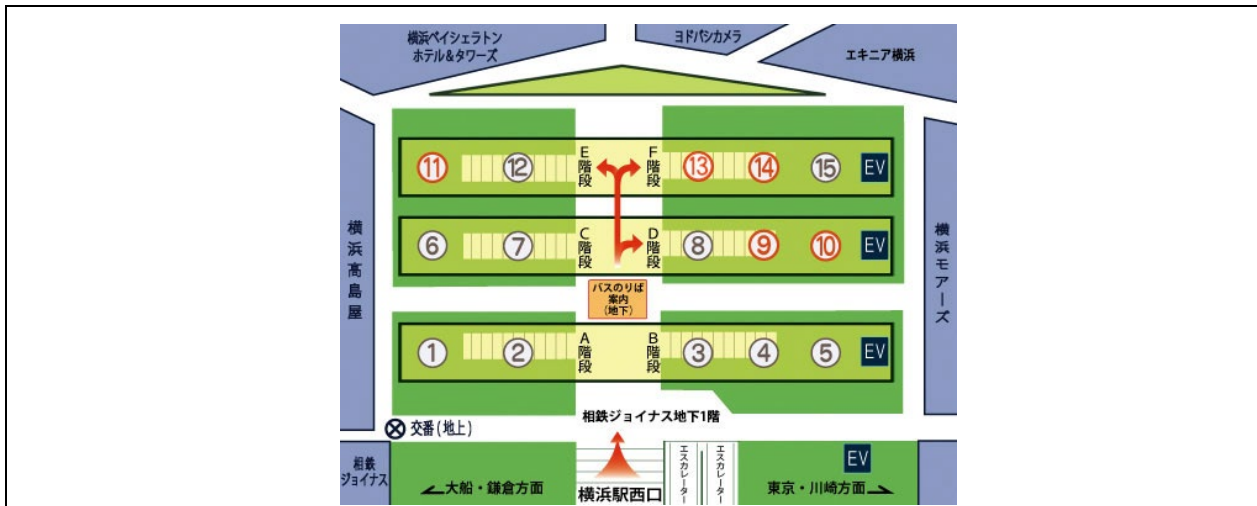 横浜ベイシェラトン
ホテル&タワーズ
ヨドバシカメラ
エキニア横浜
⑪
⑫
E階段
F階段
⑬
⑭
⑮
EV
横浜高島屋
横浜モアーズ
⑥
⑦
C階段
D階段
⑧
⑨
⑩
EV
バスのりば
案内
(地下)
①
②
A階段
B階段
③
④
⑤
EV
相鉄ジョイナス地下1階
交番(地上)
相鉄
ジョイナス
大船・鎌倉方面
横浜駅西口
エスカレーター
エスカレーター
EV
東京・川崎方面